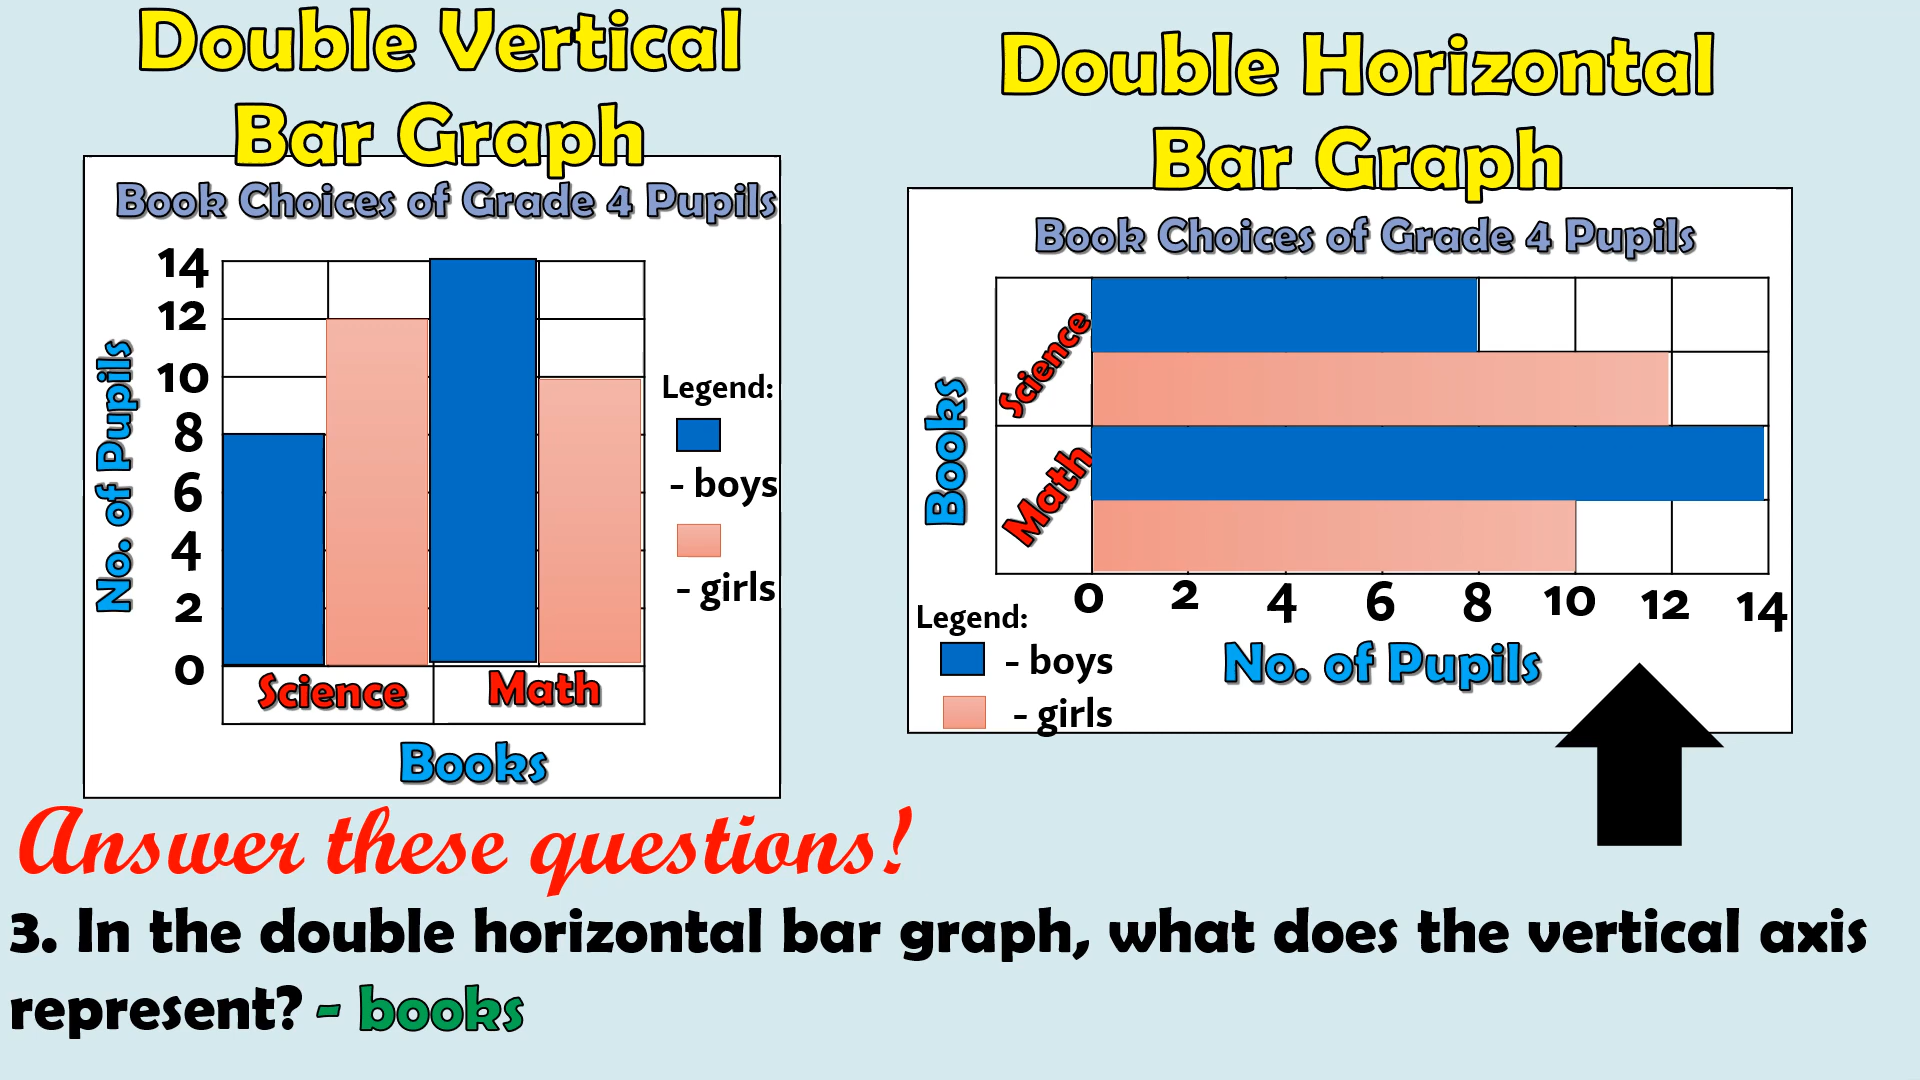 Double Vertical
Bar Graph
Book Choices of Grade 4 Pupils
14
12
10
8
6
4
2
0
No. of Pupils
Science Math
Books
Legend:
- boys
- girls
Double Horizontal
Bar Graph
Book Choices of Grade 4 Pupils
Books
Science
Math
0 2 4 6 8 10 12 14
No. of Pupils
Legend:
- boys
- girls
Answer these questions!
3. In the double horizontal bar graph, what does the vertical axis
represent? - books